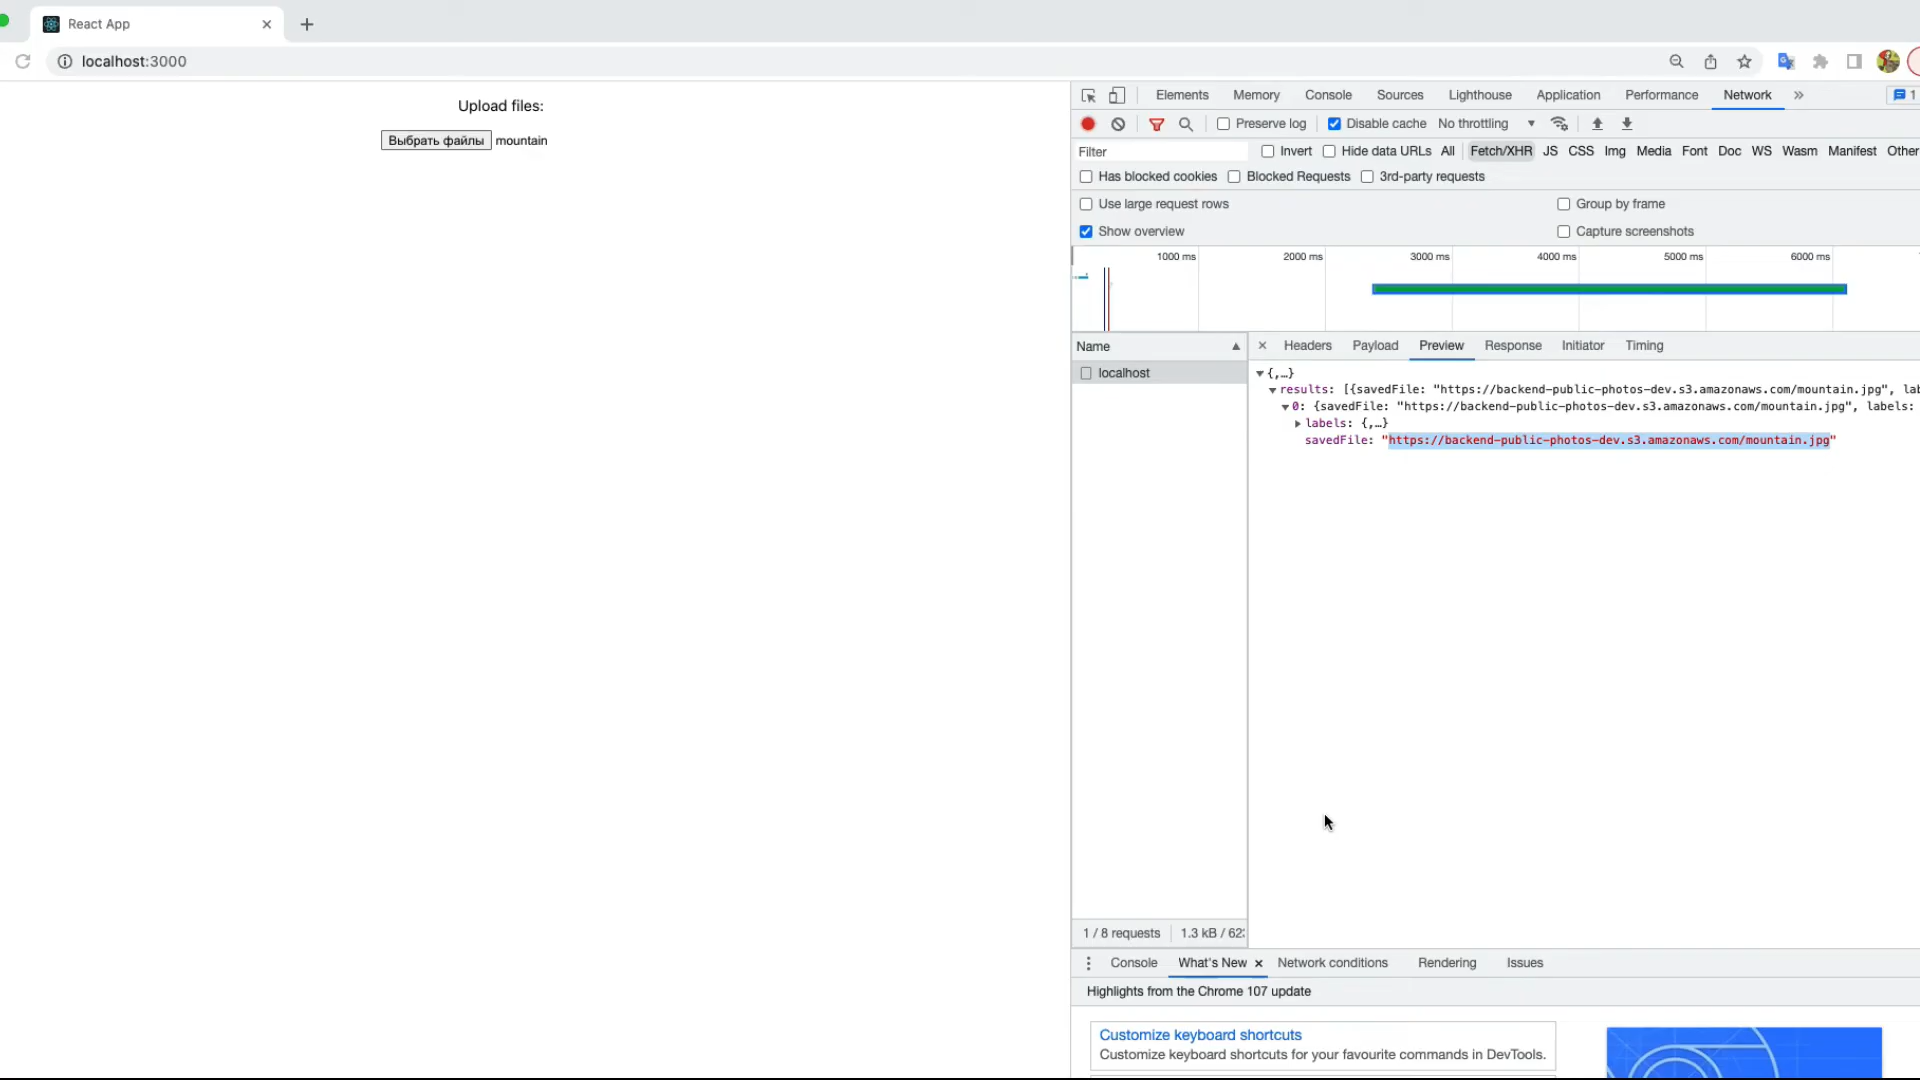 React App
localhost:3000
Upload files:
Выбрать файлы mountain
Elements Memory Console Sources Lighthouse Application Performance Network 1
Preserve log Disable cache No throttling
Filter Invert Hide data URLs All Fetch/XHR JS CSS Img Media Font Doc WS Wasm Manifest Other
Has blocked cookies Blocked Requests 3rd-party requests
Use large request rows Group by frame
Show overview Capture screenshots
1000 ms 2000 ms 3000 ms 4000 ms 5000 ms 6000 ms
Name Headers Payload Preview Response Initiator Timing
localhost {,…}
results: [{savedFile: "https://backend-public-photos-dev.s3.amazonaws.com/mountain.jpg", lab
0: {savedFile: "https://backend-public-photos-dev.s3.amazonaws.com/mountain.jpg", labels:
labels: {,…}
savedFile: "https://backend-public-photos-dev.s3.amazonaws.com/mountain.jpg"
1 / 8 requests 1.3 kB / 62
Console What's New Network conditions Rendering Issues
Highlights from the Chrome 107 update
Customize keyboard shortcuts
Customize keyboard shortcuts for your favourite commands in DevTools.